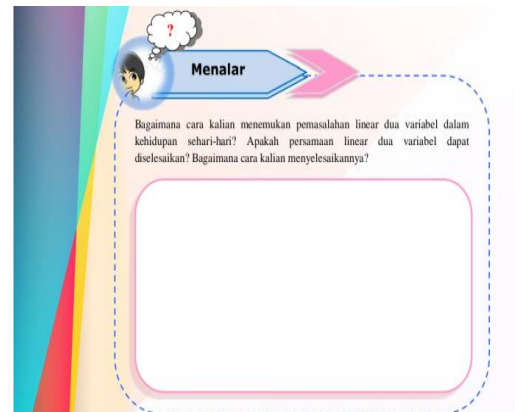 ?
Menalar
Bagaimana cara kalian menemukan pemasalahan linear dua variabel dalam
kehidupan sehari-hari? Apakah persamaan linear dua variabel dapat
diselesaikan? Bagaimana cara kalian menyelesaikannya?